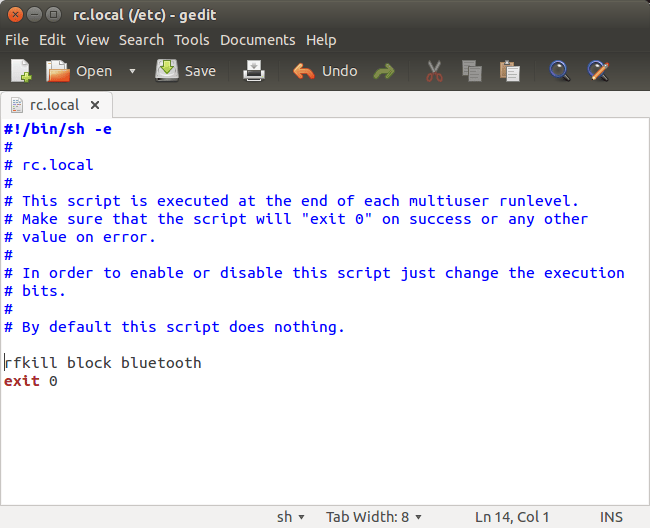 rc.local (/etc) - gedit
File Edit View Search Tools Documents Help
Open Save Undo
rc.local
#!/bin/sh -e
#
# rc.local
#
# This script is executed at the end of each multiuser runlevel.
# Make sure that the script will "exit 0" on success or any other
# value on error.
#
# In order to enable or disable this script just change the execution
# bits.
#
# By default this script does nothing.
rfkill block bluetooth
exit 0
sh Tab Width: 8 Ln 14, Col 1 INS